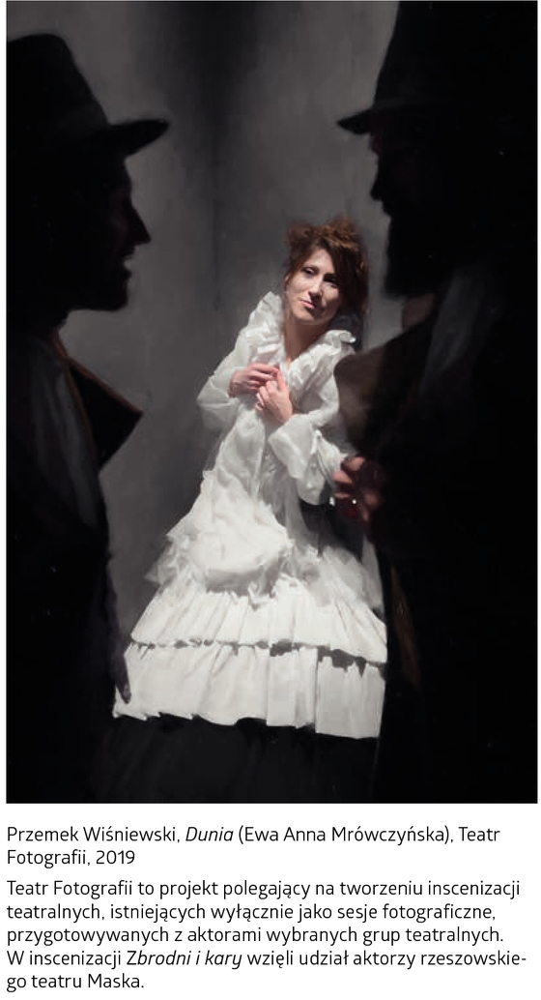 Przemek Wiśniewski, Dunia (Ewa Anna Mrówczyńska), Teatr
Fotografii, 2019
Teatr Fotografii to projekt polegający na tworzeniu inscenizacji
teatralnych, istniejących wyłącznie jako sesje fotograficzne,
przygotowywanych z aktorami wybranych grup teatralnych.
W inscenizacji Zbrodni i kary wzięli udział aktorzy rzeszowskie-
go teatru Maska.